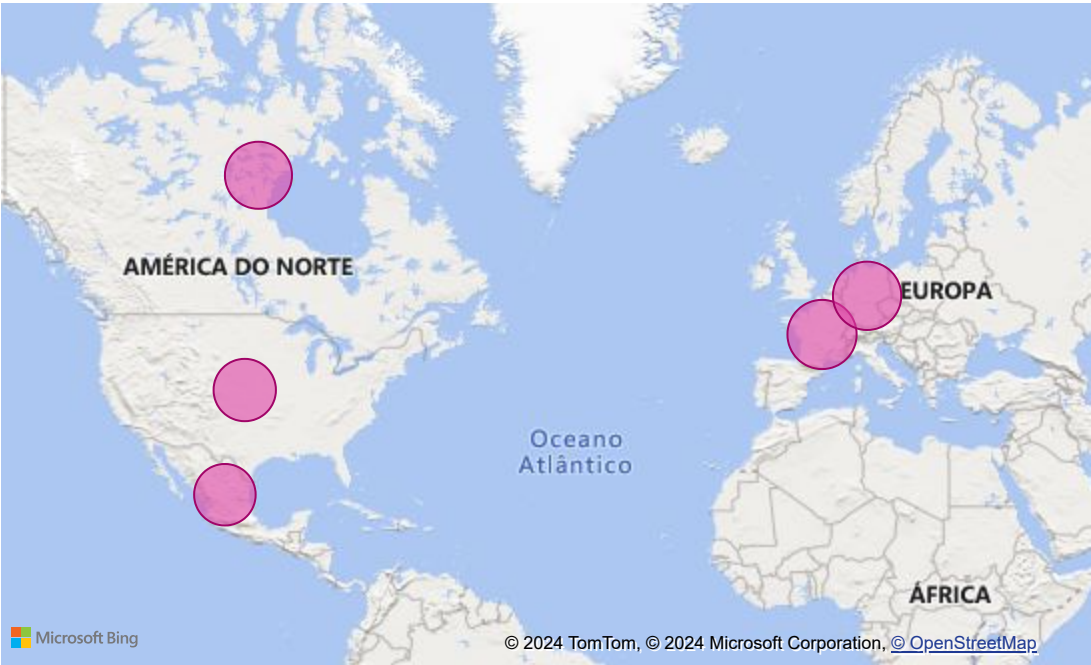 AMÉRICA DO NORTE
EUROPA
Oceano
Atlântico
ÁFRICA
Microsoft Bing
© 2024 TomTom, © 2024 Microsoft Corporation, © OpenStreetMap